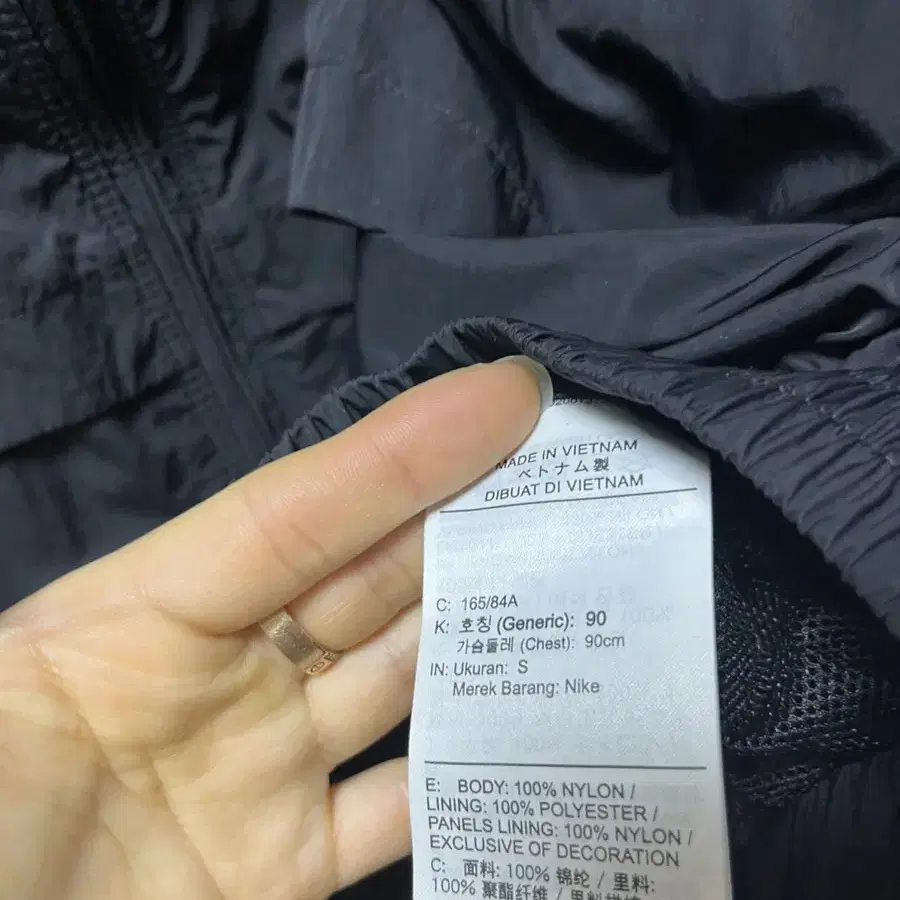 MADE IN VIETNAM
ベトナム製
DIBUAT DI VIETNAM
C: 165/84A
K: 호칭 (Generic): 90
가슴둘레 (Chest): 90cm
IN: Ukuran: S
Merek Barang: Nike
E: BODY: 100% NYLON /
LINING: 100% POLYESTER /
PANELS LINING: 100% NYLON /
EXCLUSIVE OF DECORATION
C: 面料: 100% 锦纶 / 里料:
100% 聚酯纤维 /